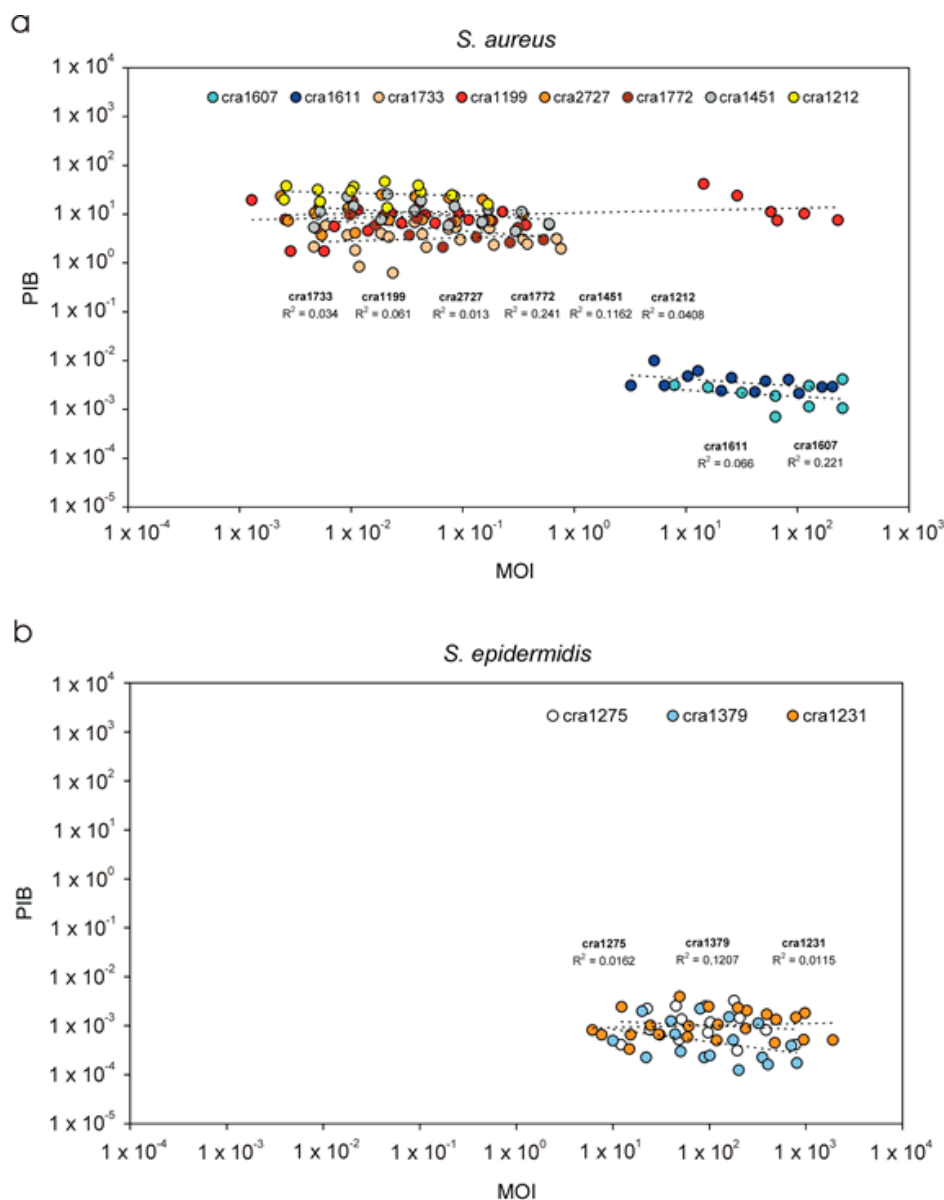 a
S. aureus
1 x 10⁴
1 x 10³
1 x 10²
1 x 10¹
1 x 10⁰
1 x 10⁻¹
1 x 10⁻²
1 x 10⁻³
1 x 10⁻⁴
1 x 10⁻⁵
PIB
cra1607 cra1611 cra1733 cra1199 cra2727 cra1772 cra1451 cra1212
cra1733 cra1199 cra2727 cra1772 cra1451 cra1212
R² = 0.034 R² = 0.061 R² = 0.013 R² = 0.241 R² = 0.1162 R² = 0.0408
cra1611 cra1607
R² = 0.066 R² = 0.221
1 x 10⁻⁴ 1 x 10⁻³ 1 x 10⁻² 1 x 10⁻¹ 1 x 10⁰ 1 x 10¹ 1 x 10² 1 x 10³
MOI
b
S. epidermidis
1 x 10⁴
1 x 10³
1 x 10²
1 x 10¹
1 x 10⁰
1 x 10⁻¹
1 x 10⁻²
1 x 10⁻³
1 x 10⁻⁴
1 x 10⁻⁵
PIB
cra1275 cra1379 cra1231
cra1275 cra1379 cra1231
R² = 0.0162 R² = 0.1207 R² = 0.0115
1 x 10⁻⁴ 1 x 10⁻³ 1 x 10⁻² 1 x 10⁻¹ 1 x 10⁰ 1 x 10¹ 1 x 10² 1 x 10³ 1 x 10⁴
MOI